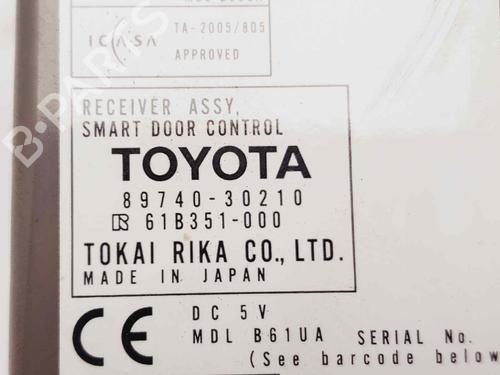 ICASA TA-2005/805
APPROVED
RECEIVER ASSY,
SMART DOOR CONTROL
TOYOTA
89740-30210
R 61B351-000
TOKAI RIKA CO., LTD.
MADE IN JAPAN
CE DC 5V
MDL B61UA SERIAL No.
(See barcode below
B-PARTS